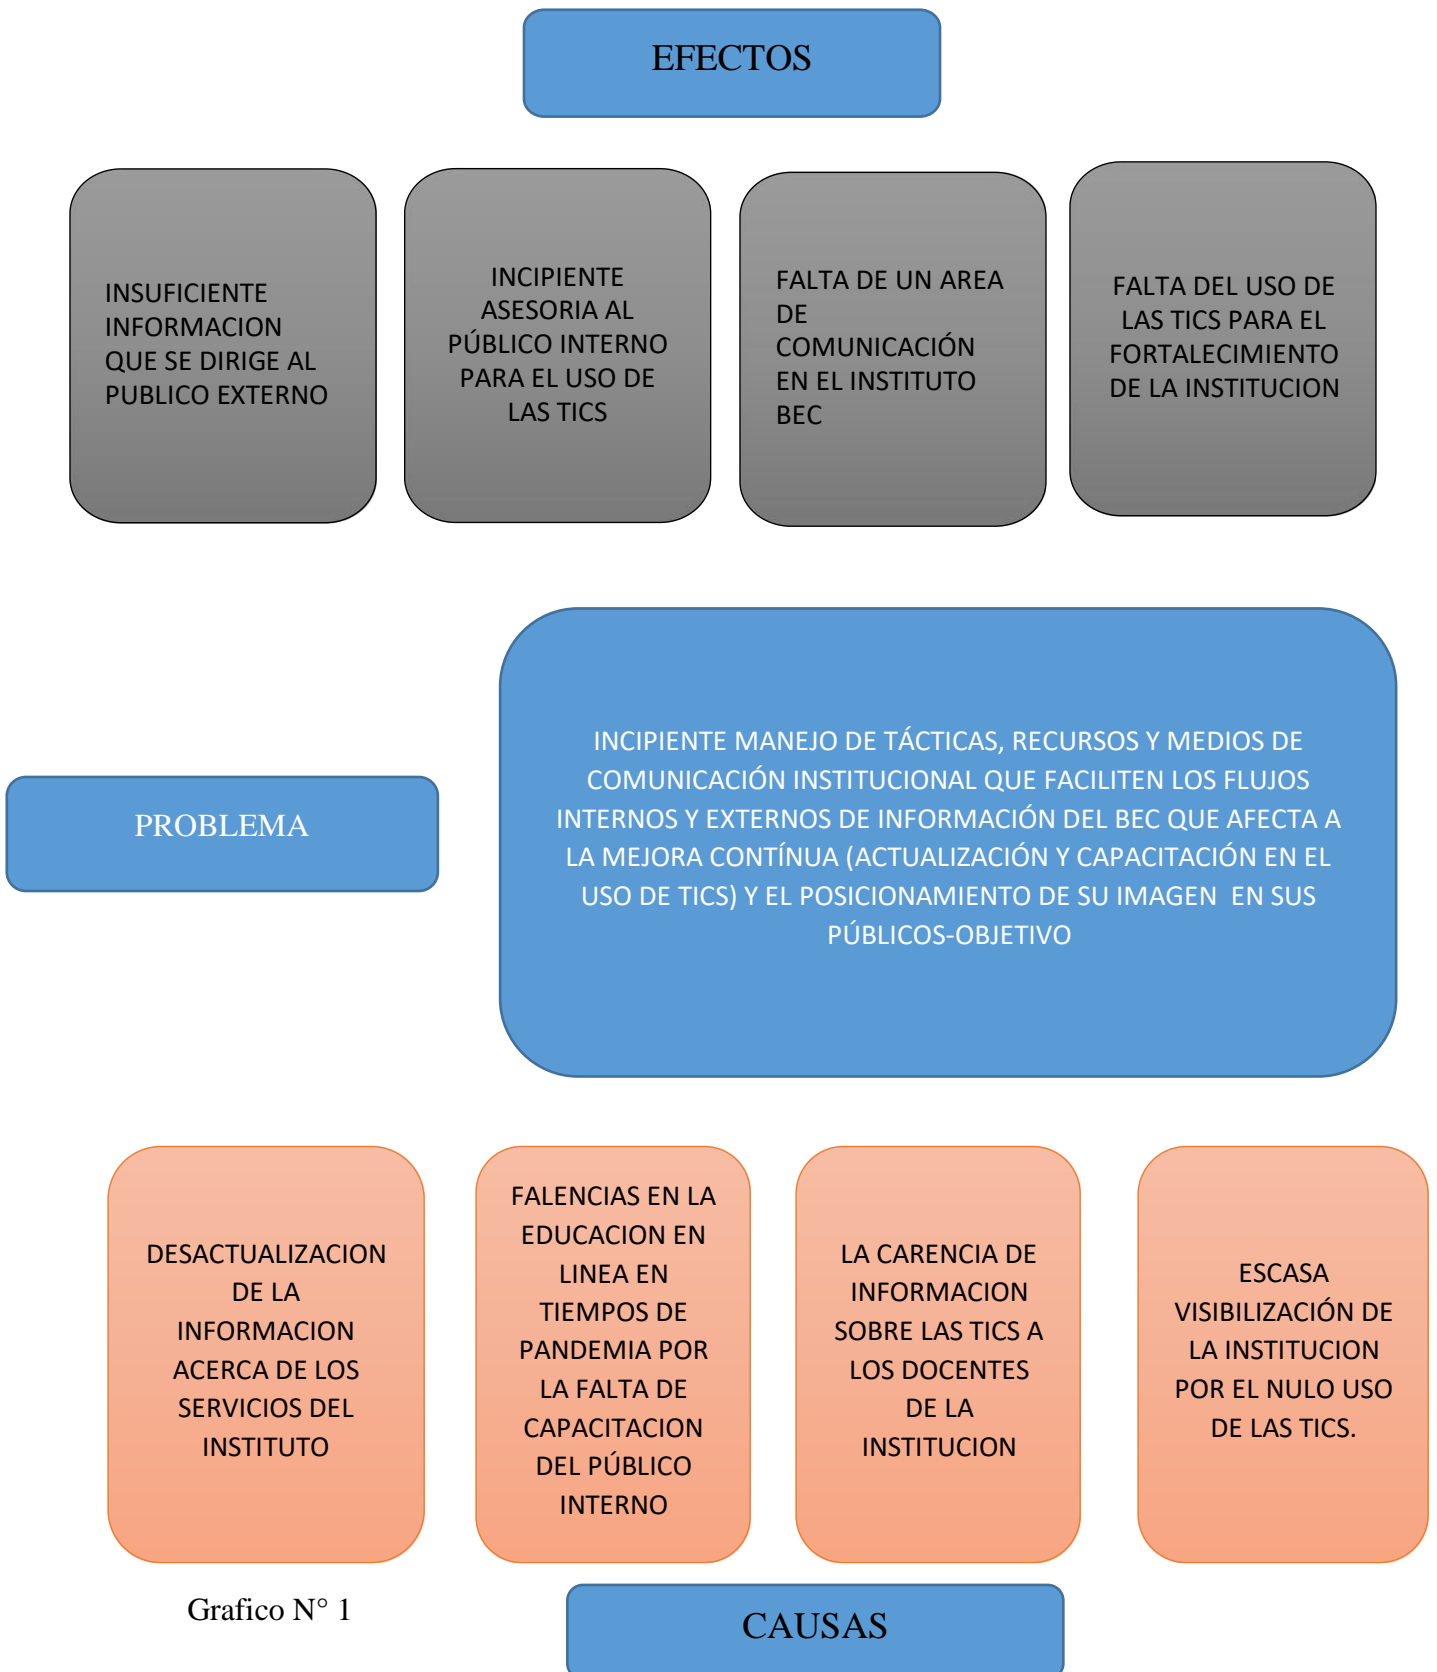 EFECTOS
INSUFICIENTE
INFORMACION
QUE SE DIRIGE AL
PUBLICO EXTERNO
INCIPIENTE
ASESORIA AL
PÚBLICO INTERNO
PARA EL USO DE
LAS TICS
FALTA DE UN AREA
DE
COMUNICACIÓN
EN EL INSTITUTO
BEC
FALTA DEL USO DE
LAS TICS PARA EL
FORTALECIMIENTO
DE LA INSTITUCION
PROBLEMA
INCIPIENTE MANEJO DE TÁCTICAS, RECURSOS Y MEDIOS DE
COMUNICACIÓN INSTITUCIONAL QUE FACILITEN LOS FLUJOS
INTERNOS Y EXTERNOS DE INFORMACIÓN DEL BEC QUE AFECTA A
LA MEJORA CONTÍNUA (ACTUALIZACIÓN Y CAPACITACIÓN EN EL
USO DE TICS) Y EL POSICIONAMIENTO DE SU IMAGEN  EN SUS
PÚBLICOS-OBJETIVO
DESACTUALIZACION
DE LA
INFORMACION
ACERCA DE LOS
SERVICIOS DEL
INSTITUTO
FALENCIAS EN LA
EDUCACION EN
LINEA EN
TIEMPOS DE
PANDEMIA POR
LA FALTA DE
CAPACITACION
DEL PÚBLICO
INTERNO
LA CARENCIA DE
INFORMACION
SOBRE LAS TICS A
LOS DOCENTES
DE LA
INSTITUCION
ESCASA
VISIBILIZACIÓN DE
LA INSTITUCION
POR EL NULO USO
DE LAS TICS.
Grafico N° 1
CAUSAS